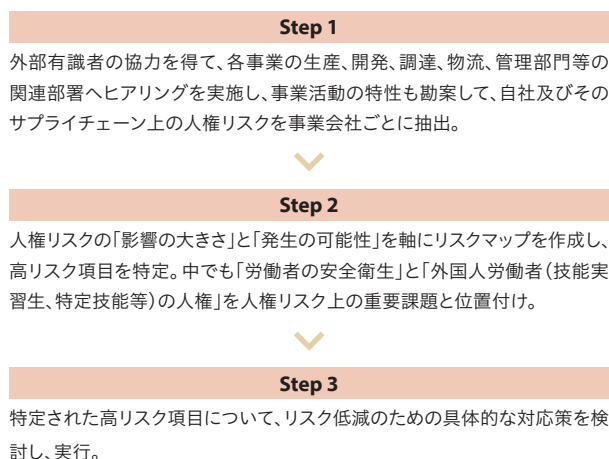 Step 1
外部有識者の協力を得て、各事業の生産、開発、調達、物流、管理部門等の
関連部署へヒアリングを実施し、事業活動の特性も勘案して、自社及びその
サプライチェーン上の人権リスクを事業会社ごとに抽出。
Step 2
人権リスクの「影響の大きさ」と「発生の可能性」を軸にリスクマップを作成し、
高リスク項目を特定。中でも「労働者の安全衛生」と「外国人労働者（技能実
習生、特定技能等）の人権」を人権リスク上の重要課題と位置付け。
Step 3
特定された高リスク項目について、リスク低減のための具体的な対応策を検
討し、実行。